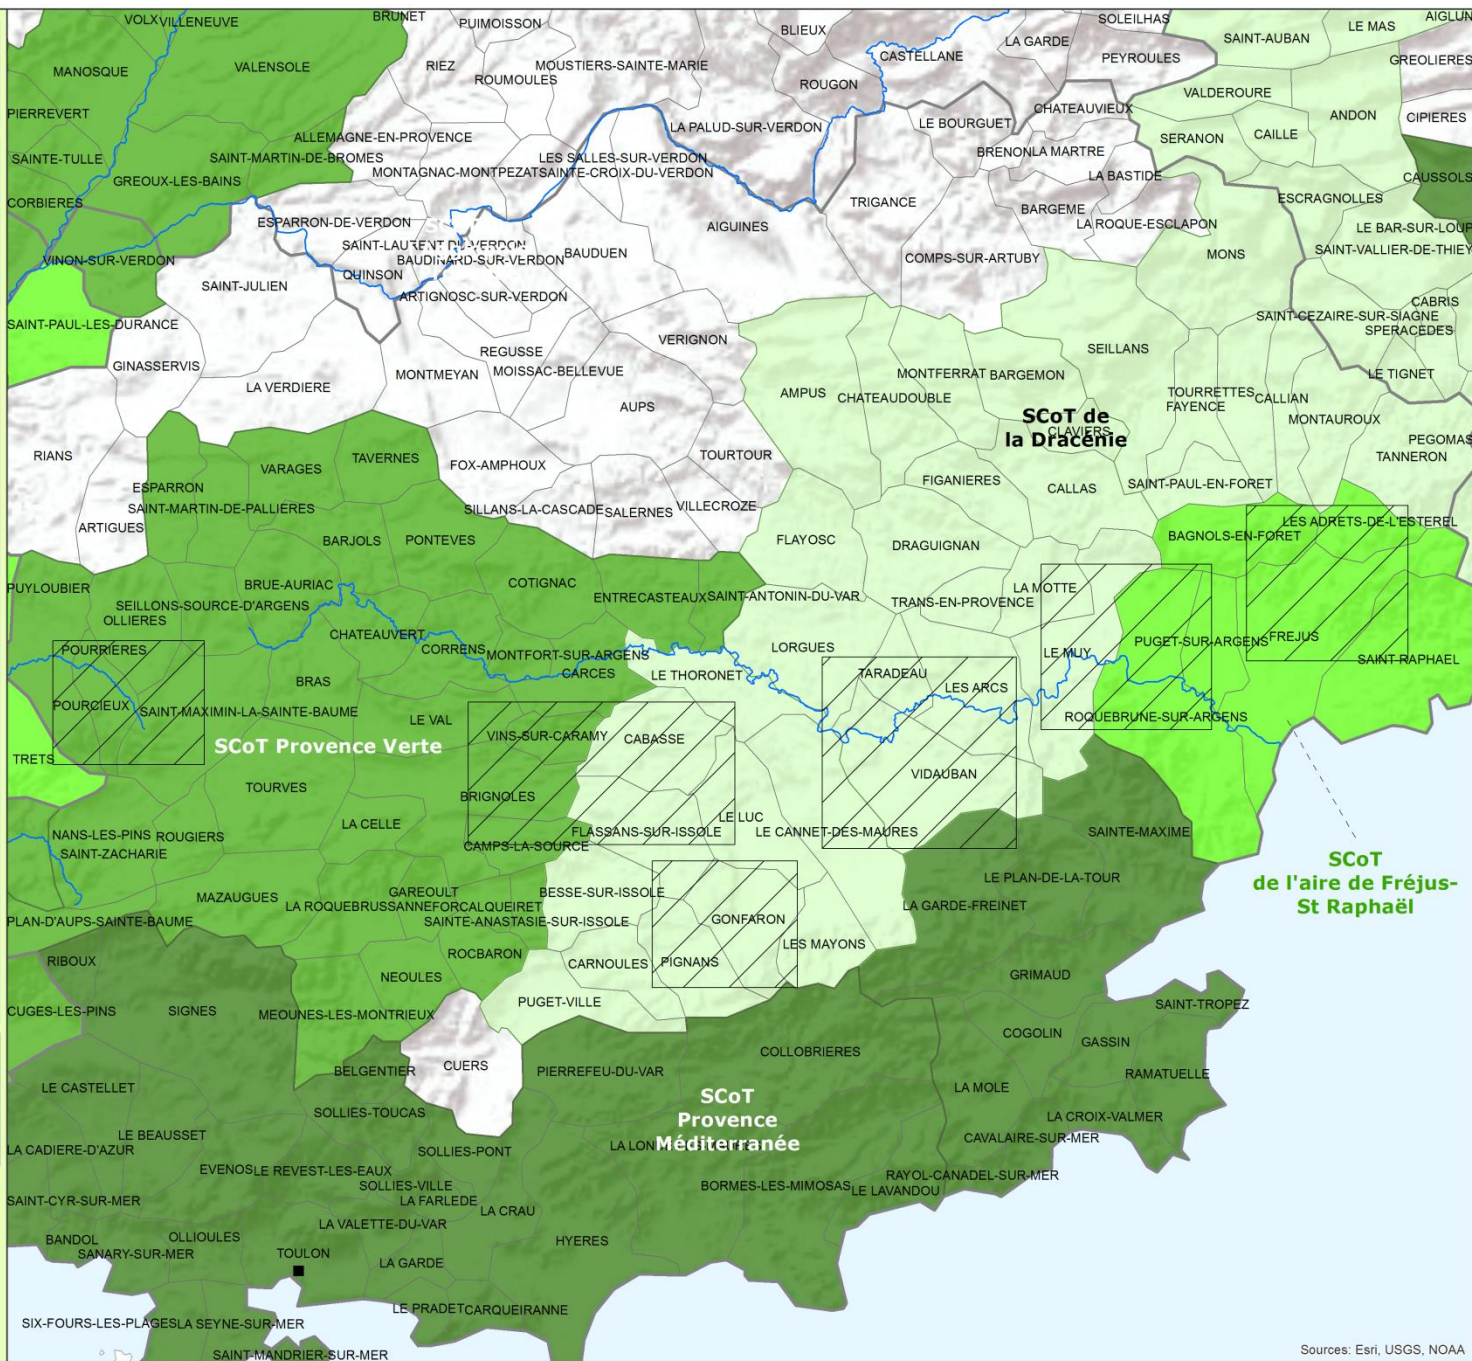 VOLX
VILLENEUVE
BRUNET
PUIMOISSON
BLIEUX
SOLEILHAS
LE MAS
AIGLUN
MANOSQUE
VALENSOLE
RIEZ
ROUMOULES
MOUSTIERS-SAINTE-MARIE
ROUGON
CASTELLANE
LA GARDE
PEYROULES
SAINT-AUBAN
GREOLIERES
PIERREVERT
ALLEMAGNE-EN-PROVENCE
LA PALUD-SUR-VERDON
LE BOURGUET
CHATEAUVIEUX
VALDEROURE
ANDON
CIPIERES
SERANON
CAILLE
SAINTE-TULLE
SAINT-MARTIN-DE-BROMES
GREOUX-LES-BAINS
MONTAGNAC-MONTPEZAT
LES SALLES-SUR-VERDON
SAINTE-CROIX-DU-VERDON
BRENON
LA MARTRE
LA BASTIDE
CAUSSOLS
CORBIERES
ESPARRON-DE-VERDON
AIGUINES
TRIGANCE
BARGEME
LA ROQUE-ESCLAPON
ESCRAGNOLLES
LE BAR-SUR-LOUP
SAINT-VALLIER-DE-THIEY
VINON-SUR-VERDON
SAINT-LAURENT DU-VERDON
BAUDINARD-SUR-VERDON
BAUDUEN
QUINSON
COMPS-SUR-ARTUBY
MONS
SAINT-JULIEN
ARTIGNOSC-SUR-VERDON
CABRIS
SAINT-CEZAIRE-SUR-SIAGNE
SPERACEDES
SAINT-PAUL-LES-DURANCE
GINASSERVIS
LA VERDIERE
MONTMEYAN
REGUSSE
MOISSAC-BELLEVUE
VERIGNON
SEILLANS
LE TIGNET
AMPUS
CHATEAUDOUBLE
MONTFERRAT
BARGEMON
TOURRETTES
FAYENCE
CALLIAN
MONTAUROUX
AUPS
SCoT de
la Dracénie
CLAVIERS
PEGOMAS
TANNERON
RIANS
VARAGES
TAVERNES
FOX-AMPHOUX
TOURTOUR
FIGANIERES
CALLAS
SAINT-PAUL-EN-FORET
ESPARRON
SAINT-MARTIN-DE-PALLIERES
ARTIGUES
SILLANS-LA-CASCADE
SALERNES
VILLECROZE
BARJOLS
PONTEVES
FLAYOSC
DRAGUIGNAN
BAGNOLS-EN-FORET
LES ADRETS-DE-L'ESTEREL
PUYLOUBIER
BRUE-AURIAC
COTIGNAC
ENTRECASTEAUX
SAINT-ANTONIN-DU-VAR
TRANS-EN-PROVENCE
LA MOTTE
SEILLONS-SOURCE-D'ARGENS
OLLIERES
CHATEAUVERT
CORRENS
MONTFORT-SUR-ARGENS
CARCES
LE THORONET
LORGUES
TARADEAU
LES ARCS
LE MUY
PUGET-SUR-ARGENS
FREJUS
SAINT-RAPHAEL
POURRIERES
POURCIEUX
BRAS
SAINT-MAXIMIN-LA-SAINTE-BAUME
LE VAL
VINS-SUR-CARAMY
CABASSE
ROQUEBRUNE-SUR-ARGENS
TRETS
SCoT Provence Verte
TOURVES
BRIGNOLES
VIDAUBAN
NANS-LES-PINS
ROUGIERS
SAINT-ZACHARIE
LA CELLE
CAMPS-LA-SOURCE
FLASSANS-SUR-ISSOLE
LE LUC
LE CANNET-DES-MAURES
SAINTE-MAXIME
SCoT
de l'aire de Fréjus-
St Raphaël
LE PLAN-DE-LA-TOUR
LA GARDE-FREINET
MAZAUGUES
GAREOULT
LA ROQUEBRUSSANNE
FORCALQUEIRET
SAINTE-ANASTASIE-SUR-ISSOLE
BESSE-SUR-ISSOLE
GONFARON
PLAN-D'AUPS-SAINTE-BAUME
ROCBARON
CARNOULES
PIGNANS
LES MAYONS
RIBOUX
NEOULES
GRIMAUD
CUGES-LES-PINS
SIGNES
MEOUNES-LES-MONTRIEUX
PUGET-VILLE
SAINT-TROPEZ
COGOLIN
GASSIN
CUERS
BELGENTIER
PIERREFEU-DU-VAR
COLLOBRIERES
RAMATUELLE
LE CASTELLET
SOLLIES-TOUCAS
SCoT
Provence
Méditerranée
LA MOLE
LA CROIX-VALMER
LE BEAUSSET
LA CADIERE-D'AZUR
SOLLIES-PONT
CAVALAIRE-SUR-MER
EVENOS
LE REVEST-LES-EAUX
SOLLIES-VILLE
LA FARLEDE
BORMES-LES-MIMOSAS
LE LAVANDOU
RAYOL-CANADEL-SUR-MER
SAINT-CYR-SUR-MER
LA VALETTE-DU-VAR
LA CRAU
BANDOL
SANARY-SUR-MER
OLLIOULES
TOULON
LA GARDE
HYERES
LE PRADET
CARQUEIRANNE
SIX-FOURS-LES-PLAGES
LA SEYNE-SUR-MER
SAINT-MANDRIER-SUR-MER
Sources: Esri, USGS, NOAA